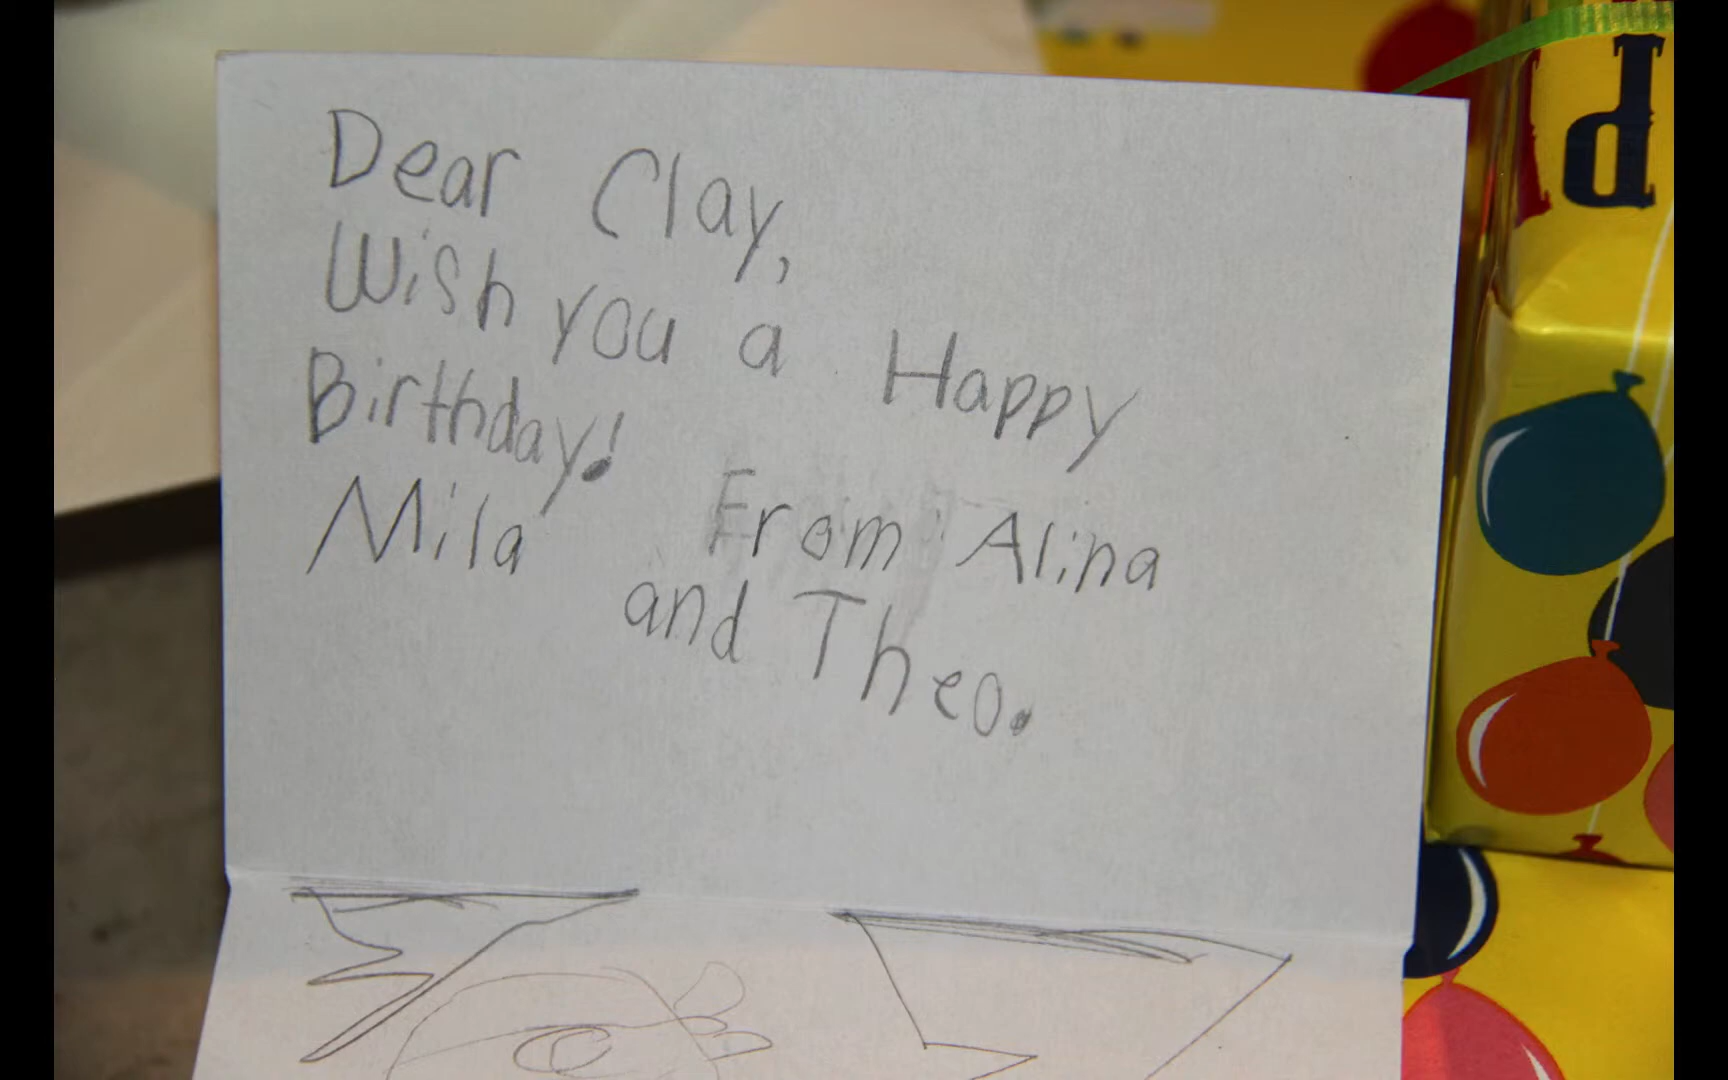 Dear Clay,
Wish you a Happy
Birthday!
Mila From Alina
and Theo.
d